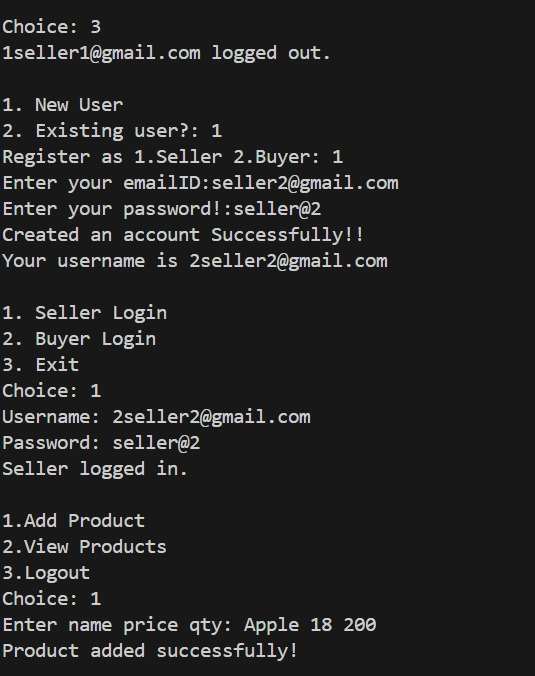 Choice: 3
1seller1@gmail.com logged out.
1. New User
2. Existing user?: 1
Register as 1.Seller 2.Buyer: 1
Enter your emailID:seller2@gmail.com
Enter your password!:seller@2
Created an account Successfully!!
Your username is 2seller2@gmail.com
1. Seller Login
2. Buyer Login
3. Exit
Choice: 1
Username: 2seller2@gmail.com
Password: seller@2
Seller logged in.
1.Add Product
2.View Products
3.Logout
Choice: 1
Enter name price qty: Apple 18 200
Product added successfully!